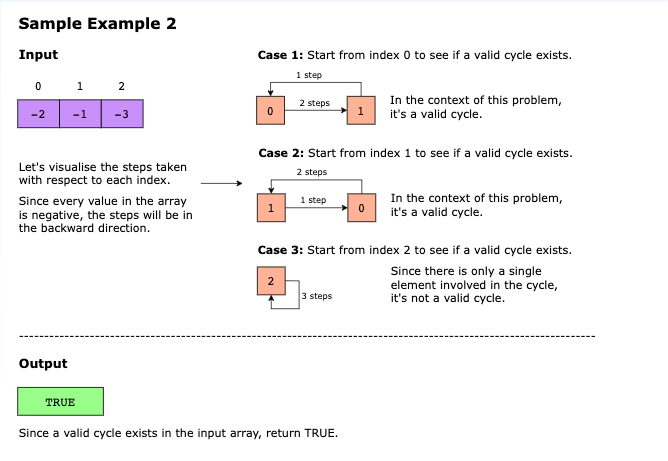 Sample Example 2
Input
0 1 2
-2 -1 -3
Let's visualise the steps taken
with respect to each index.
Since every value in the array
is negative, the steps will be in
the backward direction.
Case 1: Start from index 0 to see if a valid cycle exists.
1 step
0 2 steps 1
In the context of this problem,
it's a valid cycle.
Case 2: Start from index 1 to see if a valid cycle exists.
2 steps
1 1 step 0
In the context of this problem,
it's a valid cycle.
Case 3: Start from index 2 to see if a valid cycle exists.
2
3 steps
Since there is only a single
element involved in the cycle,
it's not a valid cycle.
Output
TRUE
Since a valid cycle exists in the input array, return TRUE.